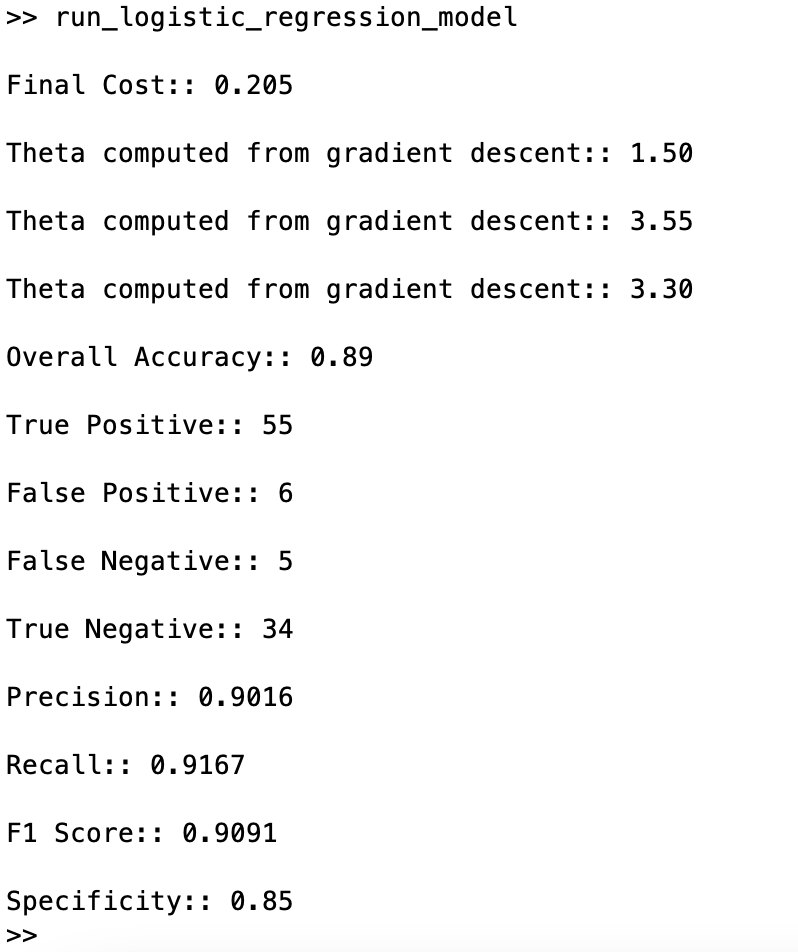 >> run_logistic_regression_model
Final Cost:: 0.205
Theta computed from gradient descent:: 1.50
Theta computed from gradient descent:: 3.55
Theta computed from gradient descent:: 3.30
Overall Accuracy:: 0.89
True Positive:: 55
False Positive:: 6
False Negative:: 5
True Negative:: 34
Precision:: 0.9016
Recall:: 0.9167
F1 Score:: 0.9091
Specificity:: 0.85
>>